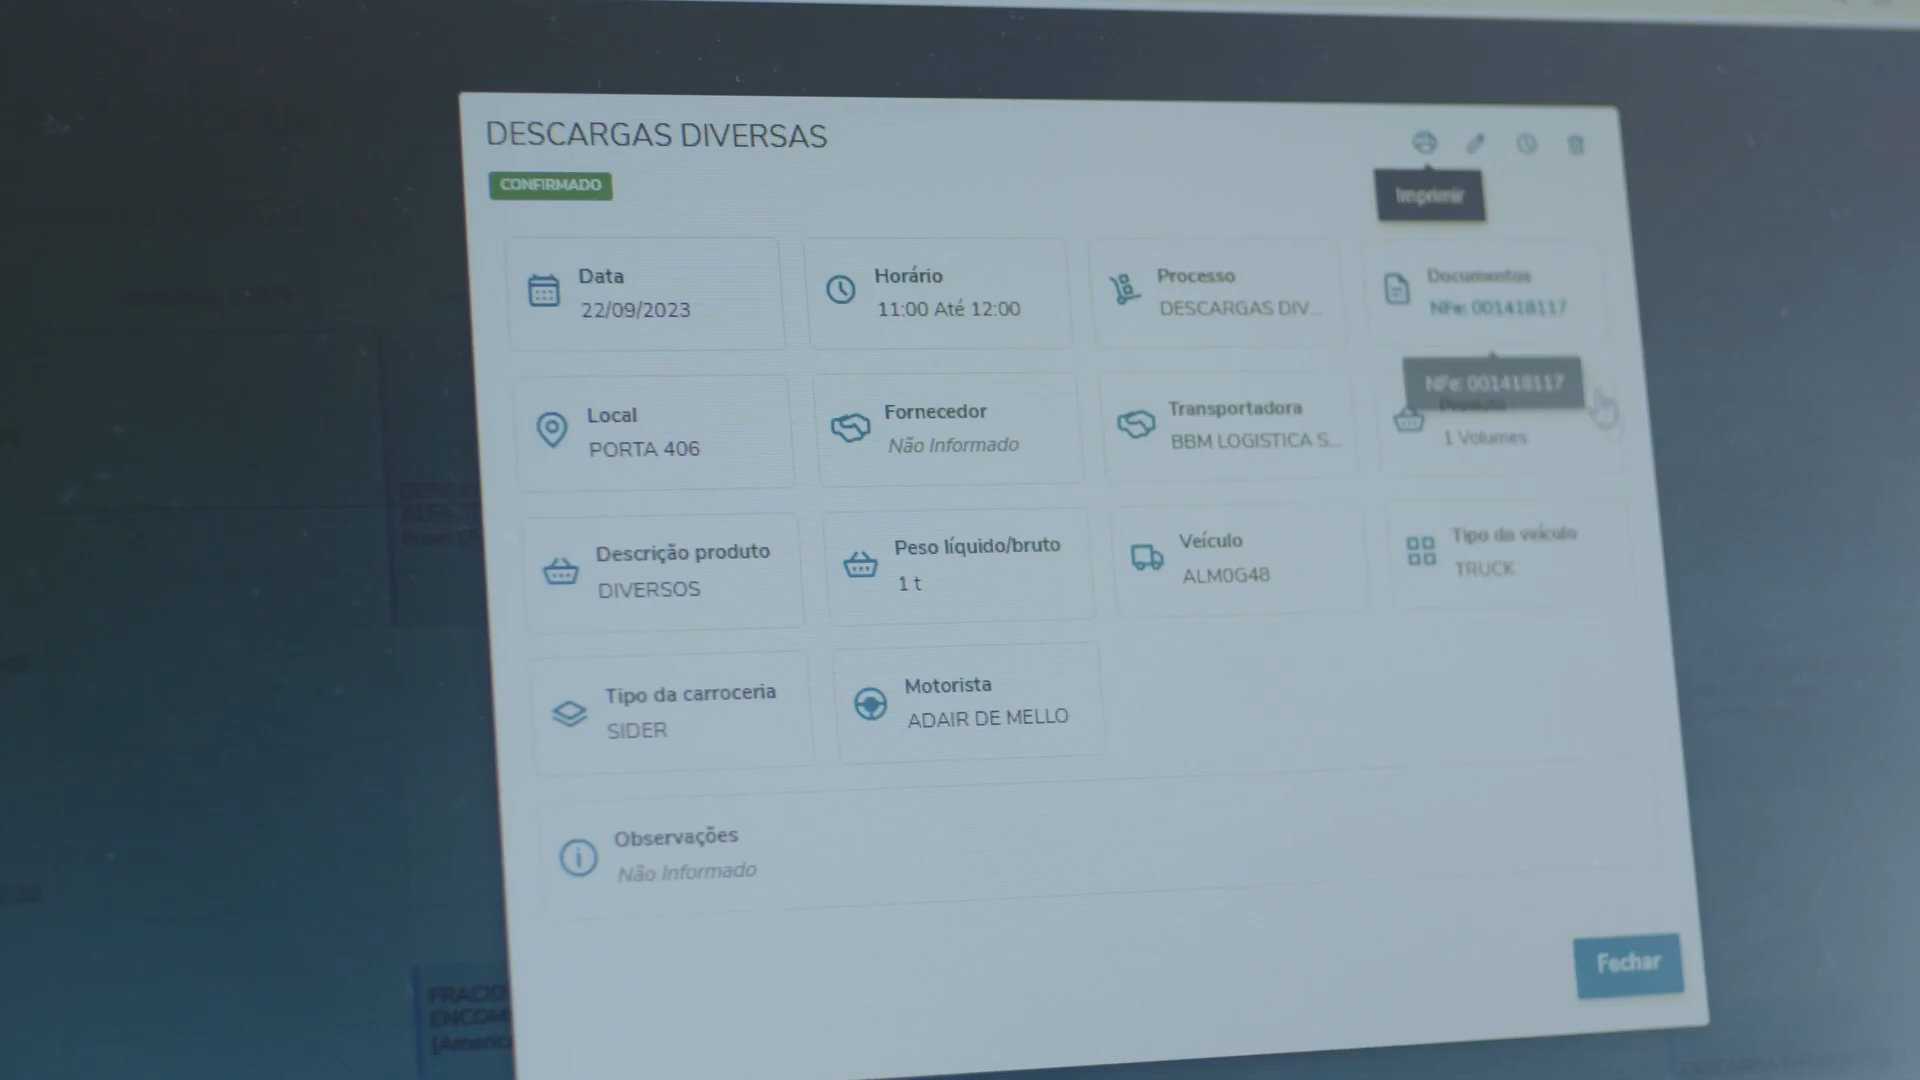 DESCARGAS DIVERSAS
CONFIRMADO
Imprimir
Data
22/09/2023
Horário
11:00 Até 12:00
Processo
DESCARGAS DIV...
Documentos
NFe: 001418117
NFe: 001418117
Local
PORTA 406
Fornecedor
Não Informado
Transportadora
BBM LOGISTICA S...
1 Volumes
Descrição produto
DIVERSOS
Peso líquido/bruto
1 t
Veículo
ALM0G48
Tipo do veículo
TRUCK
Tipo da carroceria
SIDER
Motorista
ADAIR DE MELLO
Observações
Não Informado
Fechar
FRACIO
ENCOM
(Americ